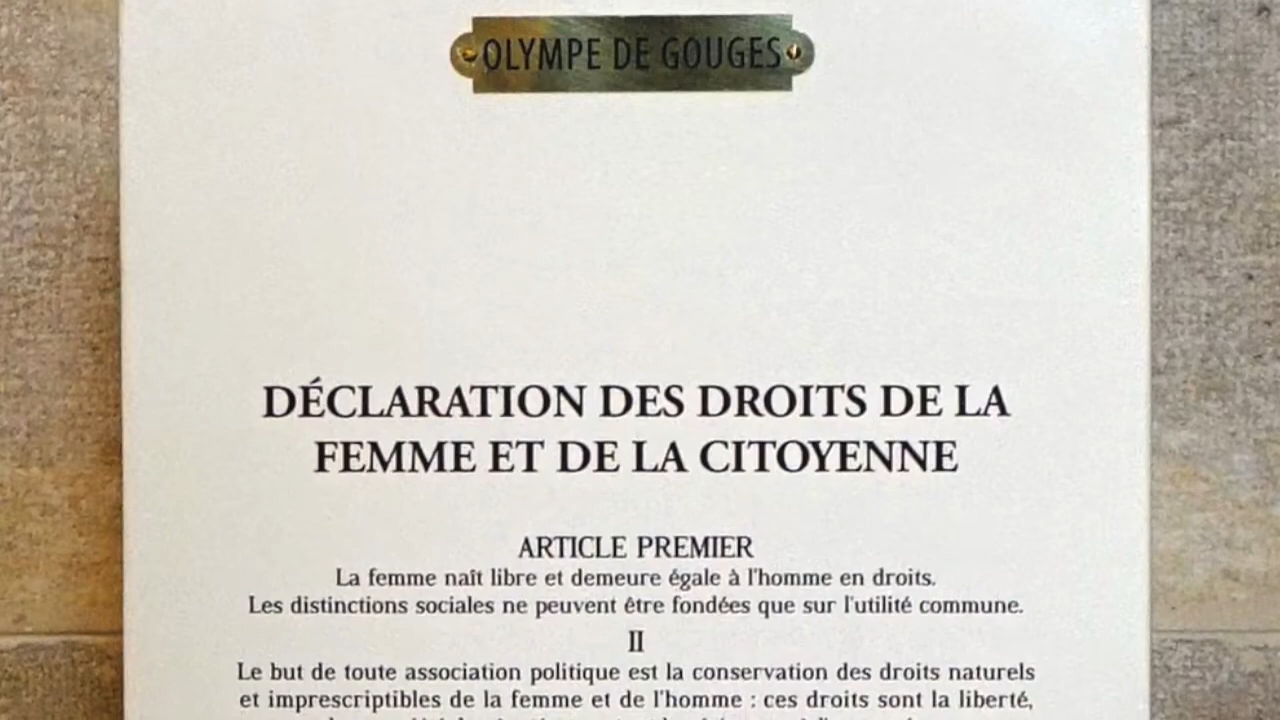 OLYMPE DE GOUGES
DÉCLARATION DES DROITS DE LA
FEMME ET DE LA CITOYENNE
ARTICLE PREMIER
La femme naît libre et demeure égale à l'homme en droits.
Les distinctions sociales ne peuvent être fondées que sur l'utilité commune.
II
Le but de toute association politique est la conservation des droits naturels
et imprescriptibles de la femme et de l'homme : ces droits sont la liberté,